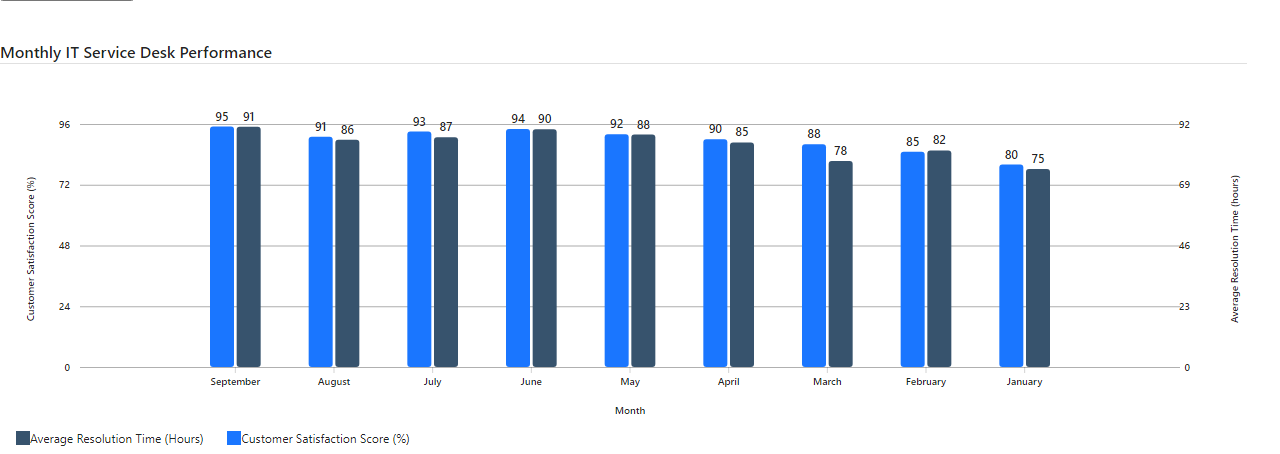 Monthly IT Service Desk Performance
95 91 91 86 93 87 94 90 92 88 90 85 88 78 85 82 80 75
96 92
72 69
48 46
24 23
0 0
Customer Satisfaction Score (%)
Average Resolution Time (hours)
September August July June May April March February January
Month
Average Resolution Time (Hours) Customer Satisfaction Score (%)